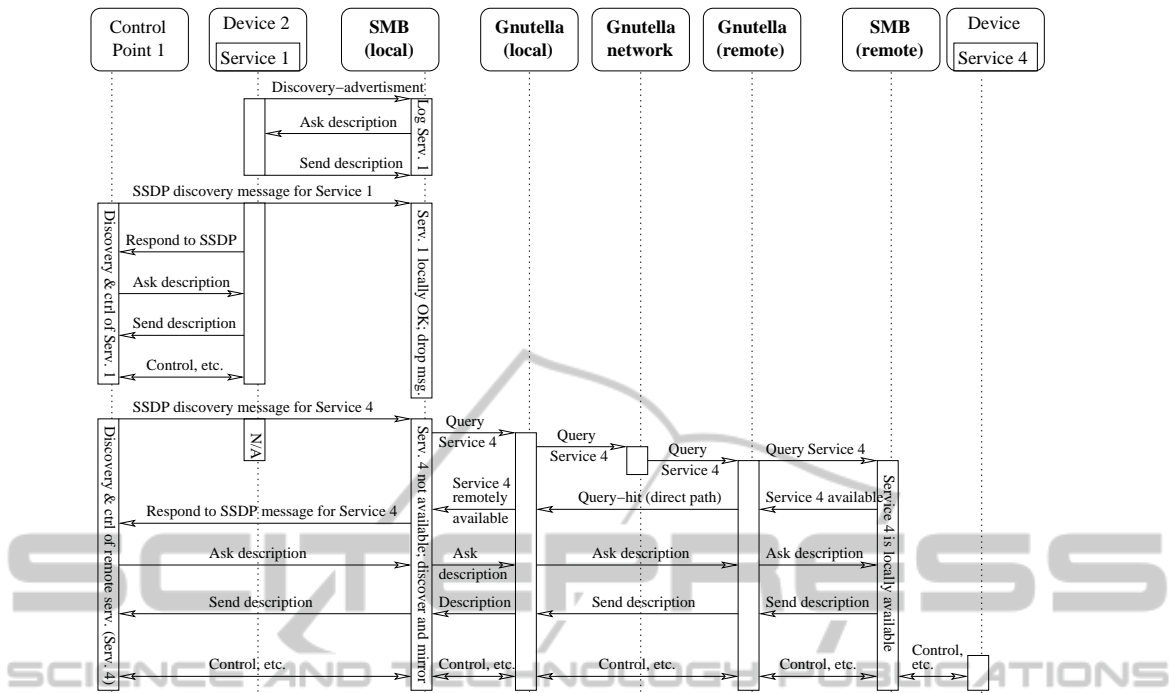 Control
Point 1
Device 2
Service 1
SMB
(local)
Gnutella
(local)
Gnutella
network
Gnutella
(remote)
SMB
(remote)
Device
Service 4
Discovery−advertisment
Log Serv. 1
Ask description
Send description
SSDP discovery message for Service 1
Discovery & ctrl of Serv. 1
Serv. 1 locally OK; drop msg.
Respond to SSDP
Ask description
Send description
Control, etc.
SSDP discovery message for Service 4
Discovery & ctrl of remote serv. (Serv. 4)
N/A
Serv. 4 not available; discover and mirror
Query
Service 4
Query
Service 4
Query
Service 4
Query Service 4
Service 4 is locally available
Service 4
remotely
available
Query−hit (direct path)
Service 4 available
Respond to SSDP message for Service 4
Ask description
Ask
description
Ask description
Ask description
Send description
Description
Send description
Send description
Control, etc.
Control, etc.
Control, etc.
Control, etc.
Control,
etc.
SCITEPRESS
SCIENCE AND TECHNOLOGY PUBLICATIONS